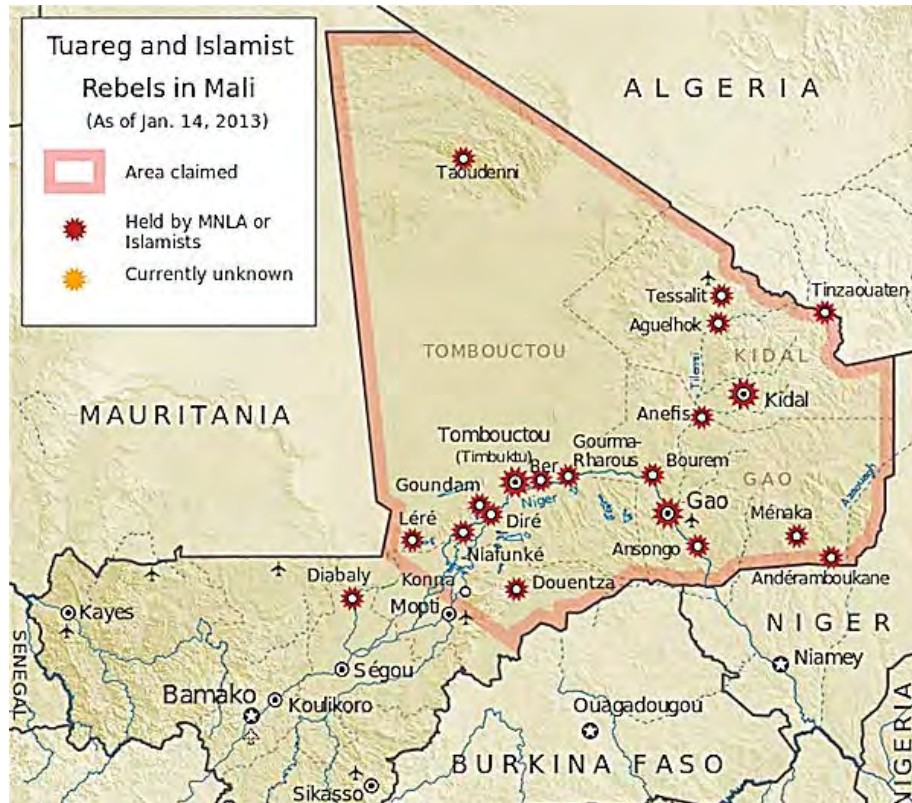 Tuareg and Islamist
Rebels in Mali
(As of Jan. 14, 2013)
Area claimed
Held by MNLA or
Islamists
Currently unknown
ALGERIA
Taoudenni
Tessalit
Tinzaouaten
Aguelhok
TOMBOUCTOU
KIDAL
Tilemsi
MAURITANIA
Kidal
Anefis
Tombouctou
(Timbuktu)
Ber
Gourma-
Rharous
Bourem
GAO
Azaouagh
Goundam
Niger
Gao
Léré
Diré
Ménaka
Niafunké
Ansongo
Diabaly
Konna
Douentza
Andéramboukane
Kayes
Mopti
NIGER
SENEGAL
Ségou
Niamey
Bamako
Koulikoro
Ouagadougou
BURKINA FASO
Sikasso
NIGERIA